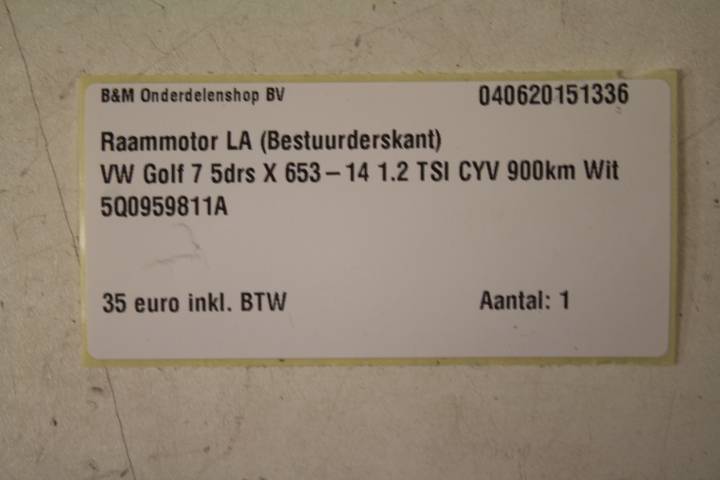 B&M Onderdelenshop BV 040620151336
Raammotor LA (Bestuurderskant)
VW Golf 7 5drs X 653-14 1.2 TSI CYV 900km Wit
5Q0959811A
35 euro inkl. BTW Aantal: 1